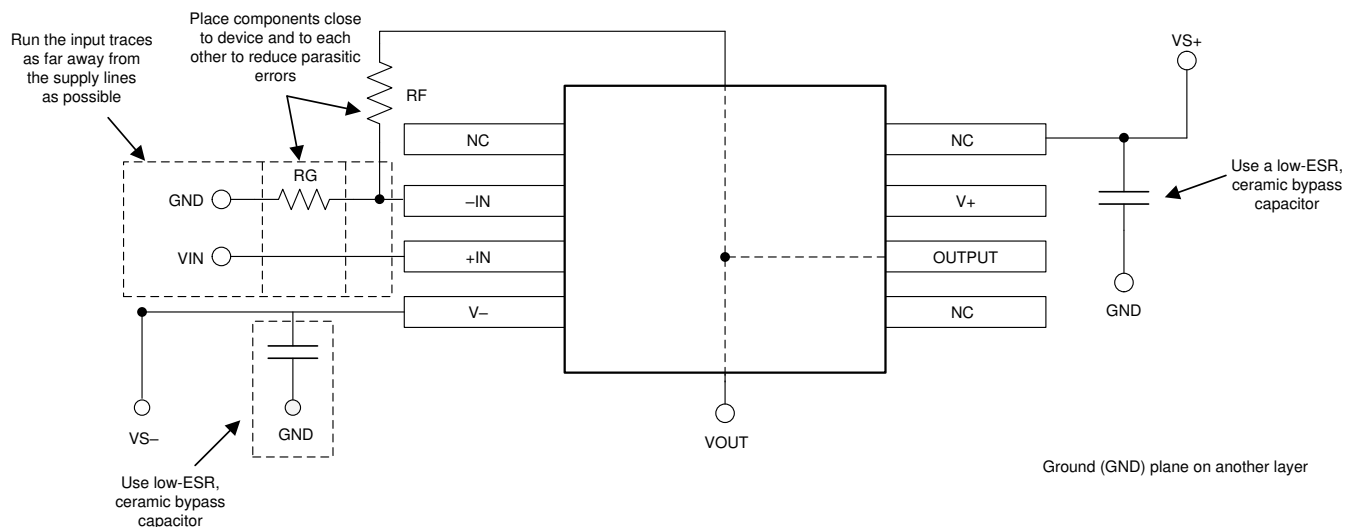 Run the input traces
as far away from
the supply lines
as possible
Place components close
to device and to each
other to reduce parasitic
errors
RF
RG
GND
VIN
VS–
GND
Use low-ESR,
ceramic bypass
capacitor
NC
–IN
+IN
V–
NC
V+
OUTPUT
NC
VOUT
VS+
Use a low-ESR,
ceramic bypass
capacitor
GND
Ground (GND) plane on another layer